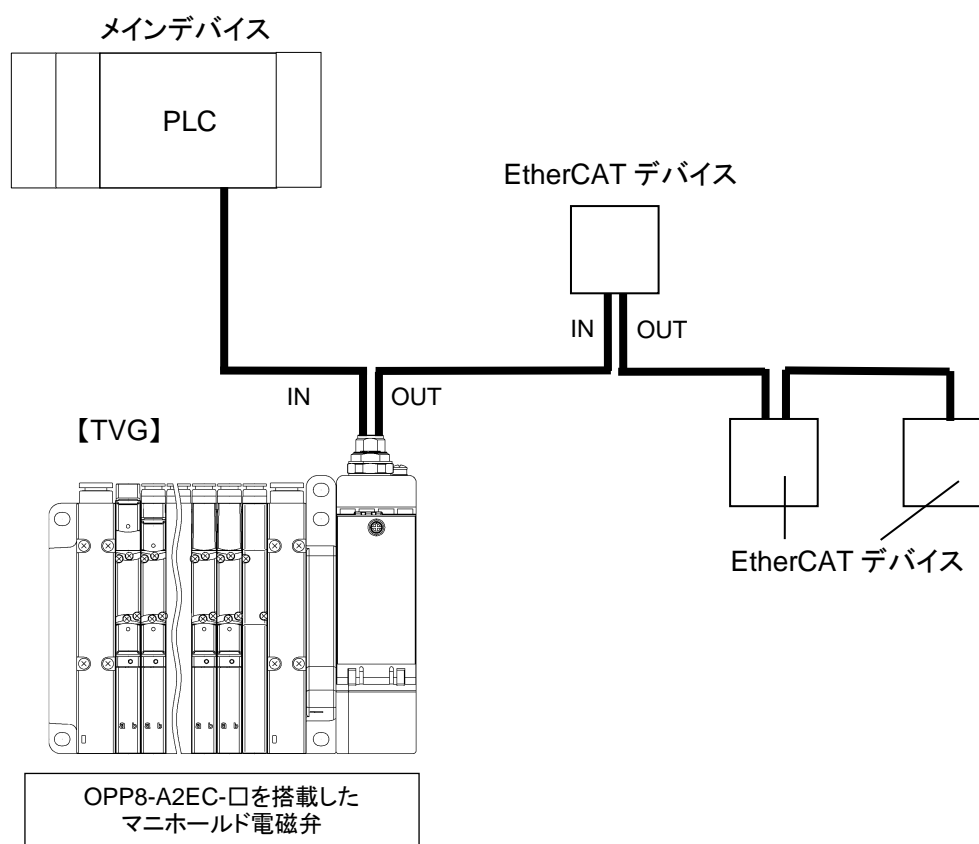 メインデバイス
PLC
EtherCAT デバイス
IN
OUT
IN
OUT
【TVG】
EtherCAT デバイス
a b
a b
a b
a b
OPP8-A2EC-□を搭載した
マニホールド電磁弁